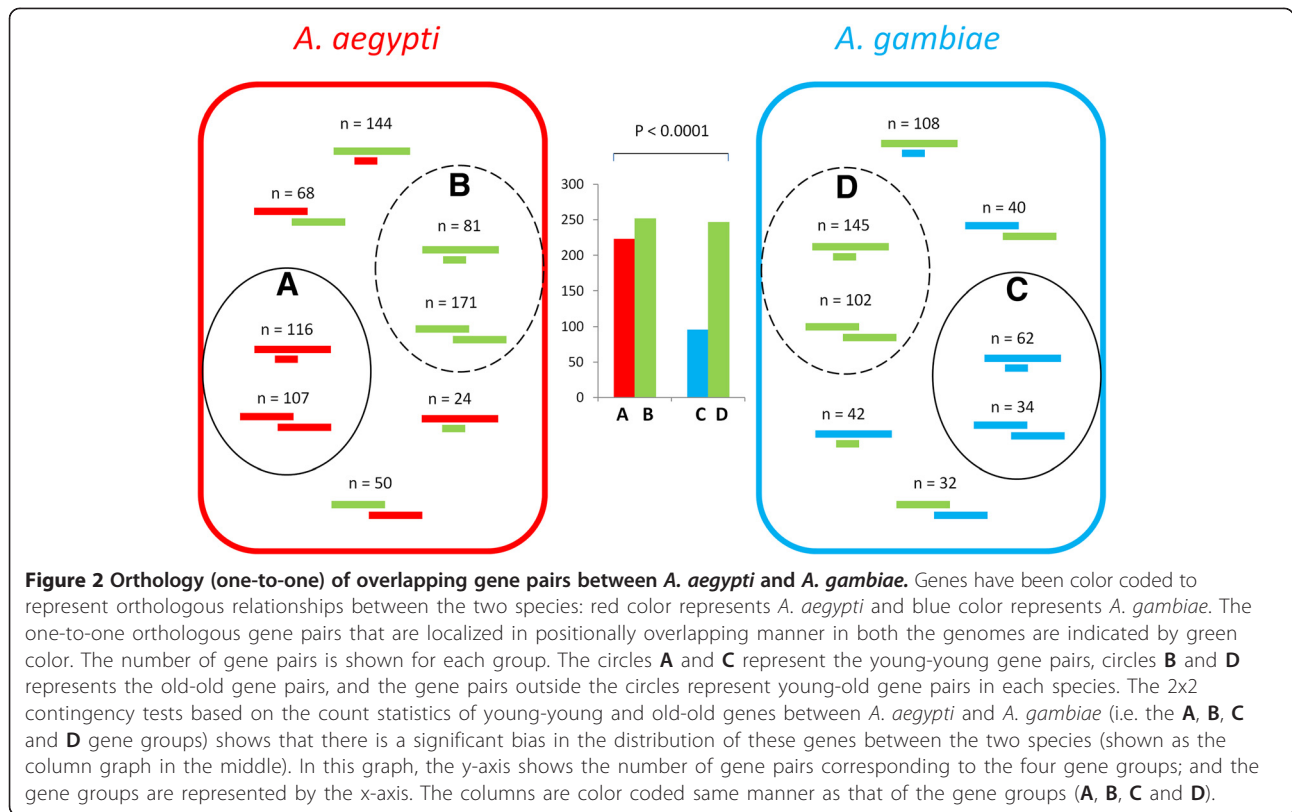 A. aegypti
A. gambiae
n = 144
n = 68
B
n = 81
n = 171
A
n = 116
n = 107
n = 24
n = 50
P < 0.0001
300
250
200
150
100
50
0
A B C D
n = 108
D
n = 145
n = 102
n = 40
C
n = 62
n = 34
n = 42
n = 32
Figure 2 Orthology (one-to-one) of overlapping gene pairs between A. aegypti and A. gambiae. Genes have been color coded to
represent orthologous relationships between the two species: red color represents A. aegypti and blue color represents A. gambiae. The
one-to-one orthologous gene pairs that are localized in positionally overlapping manner in both the genomes are indicated by green
color. The number of gene pairs is shown for each group. The circles A and C represent the young-young gene pairs, circles B and D
represents the old-old gene pairs, and the gene pairs outside the circles represent young-old gene pairs in each species. The 2x2
contingency tests based on the count statistics of young-young and old-old genes between A. aegypti and A. gambiae (i.e. the A, B, C
and D gene groups) shows that there is a significant bias in the distribution of these genes between the two species (shown as the
column graph in the middle). In this graph, the y-axis shows the number of gene pairs corresponding to the four gene groups; and the
gene groups are represented by the x-axis. The columns are color coded same manner as that of the gene groups (A, B, C and D).